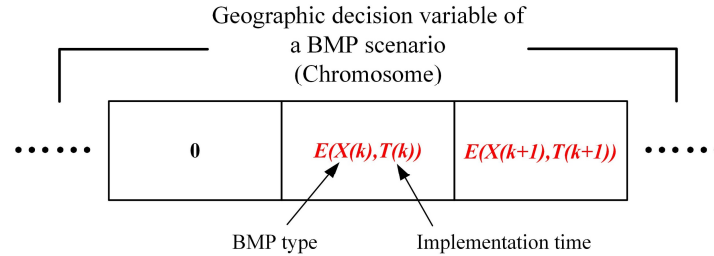 Geographic decision variable of
a BMP scenario
(Chromosome)
0
E(X(k),T(k))
E(X(k+1),T(k+1))
BMP type
Implementation time